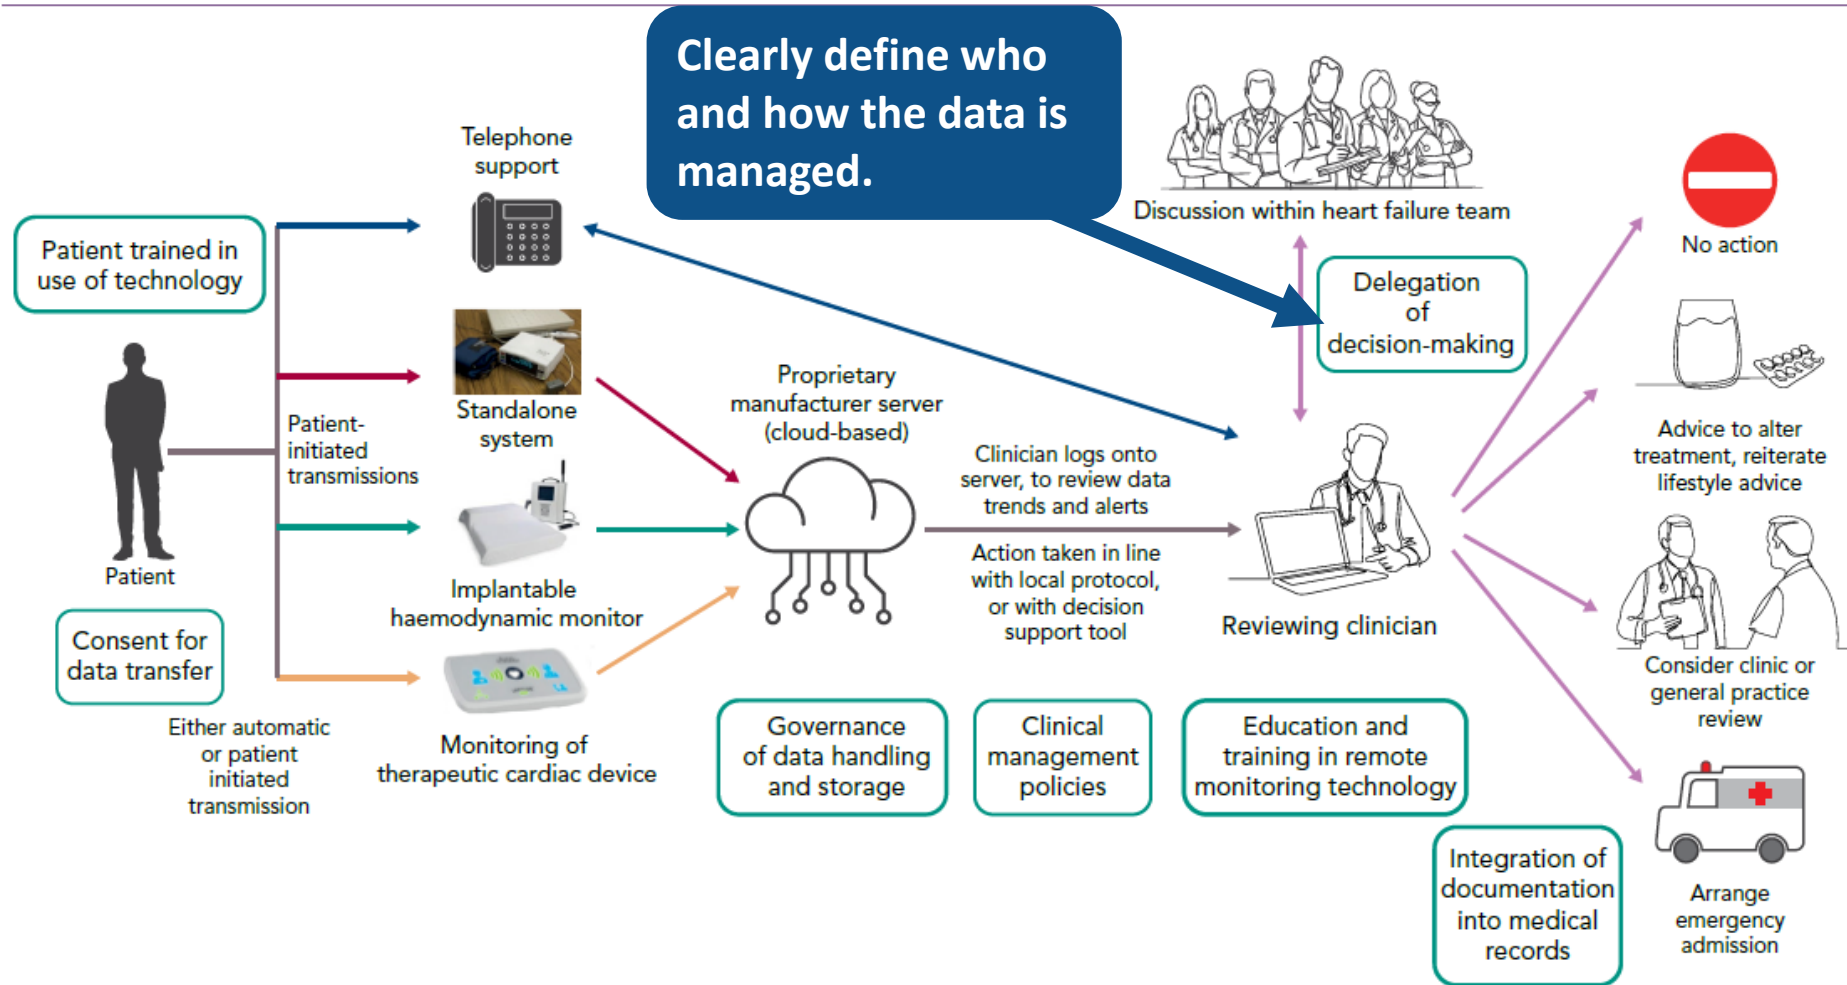 Clearly define who
and how the data is
managed.
Telephone
support
Discussion within heart failure team
No action
Patient trained in
use of technology
Delegation
of
decision-making
Proprietary
manufacturer server
(cloud-based)
Standalone
system
Patient-
initiated
transmissions
Clinician logs onto
server, to review data
trends and alerts
Advice to alter
treatment, reiterate
lifestyle advice
Action taken in line
with local protocol,
or with decision
support tool
Patient
Implantable
haemodynamic monitor
Reviewing clinician
Consent for
data transfer
Consider clinic or
general practice
review
Either automatic
or patient
initiated
transmission
Monitoring of
therapeutic cardiac device
Governance
of data handling
and storage
Clinical
management
policies
Education and
training in remote
monitoring technology
Integration of
documentation
into medical
records
Arrange
emergency
admission